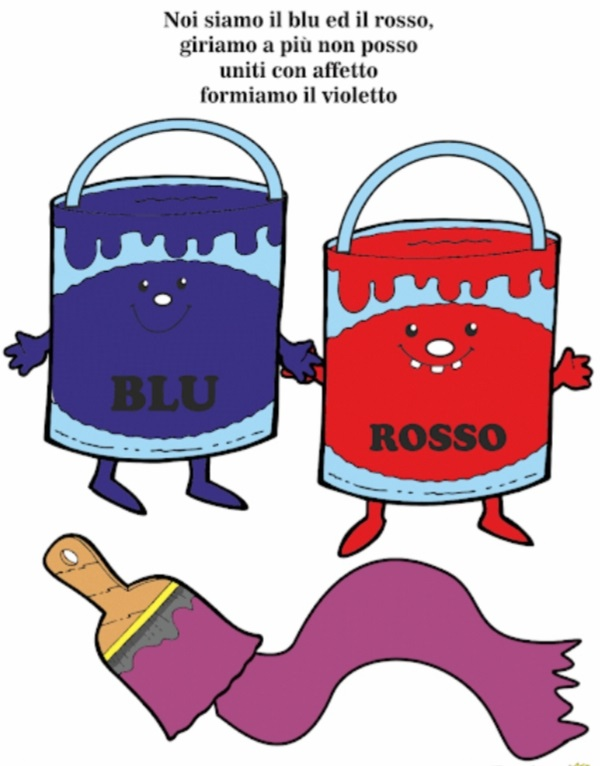 Noi siamo il blu ed il rosso,
giriamo a più non posso
uniti con affetto
formiamo il violetto
BLU
ROSSO